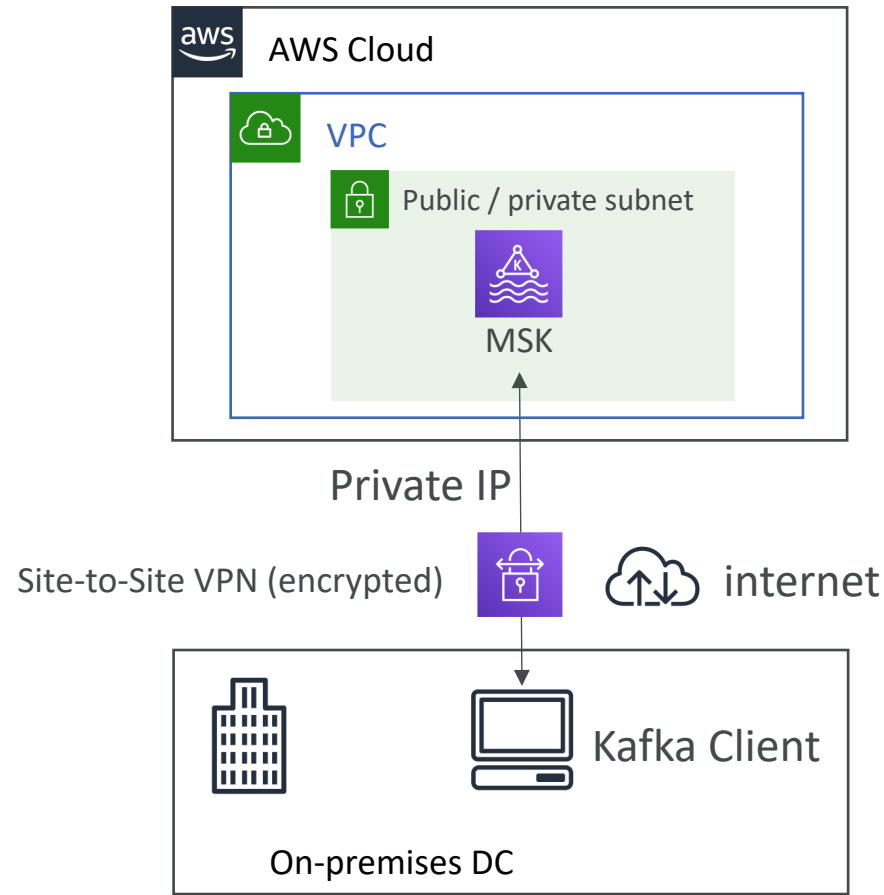 aws
AWS Cloud
VPC
Public / private subnet
K
MSK
Private IP
Site-to-Site VPN (encrypted)
internet
Kafka Client
On-premises DC